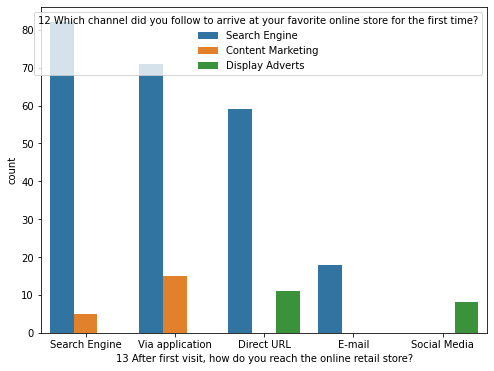 12 Which channel did you follow to arrive at your favorite online store for the first time?
Search Engine
Content Marketing
Display Adverts
80
70
60
50
40
30
20
10
0
count
Search Engine Via application Direct URL E-mail Social Media
13 After first visit, how do you reach the online retail store?